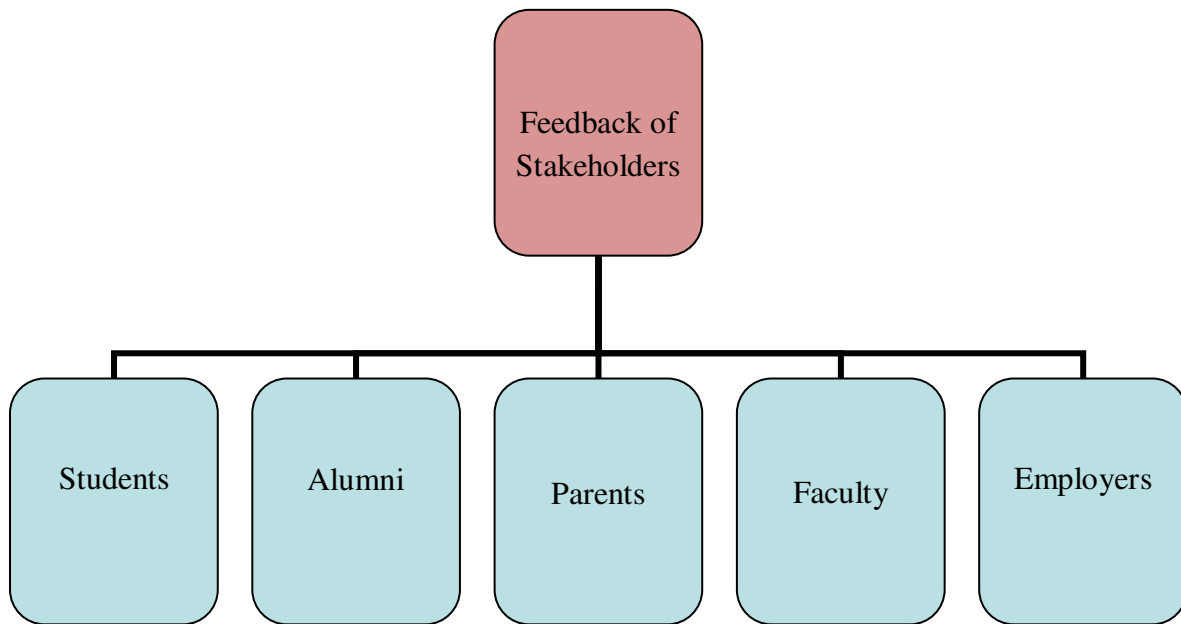 Feedback of
Stakeholders
Students
Alumni
Parents
Faculty
Employers